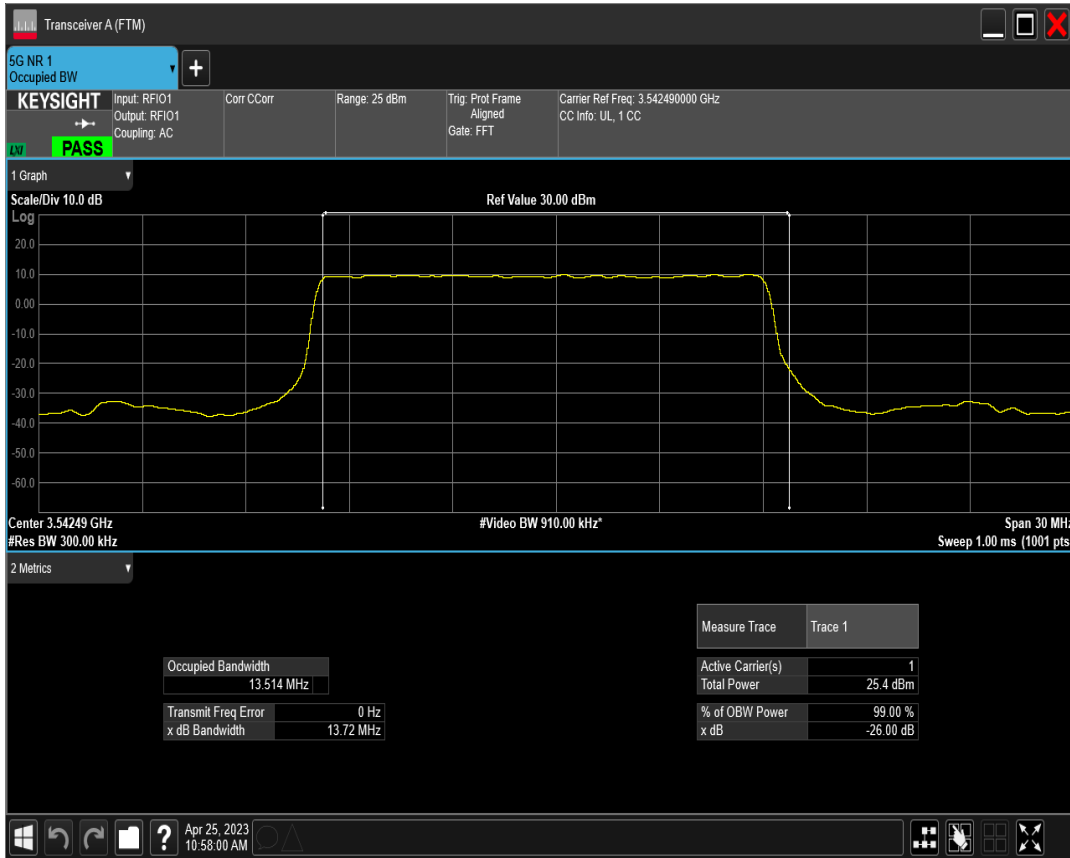 Transceiver A (FTM)
5G NR 1
Occupied BW
+
KEYSIGHT
LXI
PASS
Input: RFIO1
Output: RFIO1
Coupling: AC
Corr CCorr
Range: 25 dBm
Trig: Prot Frame
Aligned
Gate: FFT
Carrier Ref Freq: 3.542490000 GHz
CC Info: UL, 1 CC
1 Graph
Scale/Div 10.0 dB
Ref Value 30.00 dBm
Log
20.0
10.0
0.00
-10.0
-20.0
-30.0
-40.0
-50.0
-60.0
Center 3.54249 GHz
#Video BW 910.00 kHz*
Span 30 MHz
#Res BW 300.00 kHz
Sweep 1.00 ms (1001 pts
2 Metrics
Measure Trace Trace 1
Occupied Bandwidth
13.514 MHz
Active Carrier(s) 1
Total Power 25.4 dBm
Transmit Freq Error 0 Hz
x dB Bandwidth 13.72 MHz
% of OBW Power 99.00 %
x dB -26.00 dB
?
Apr 25, 2023
10:58:00 AM